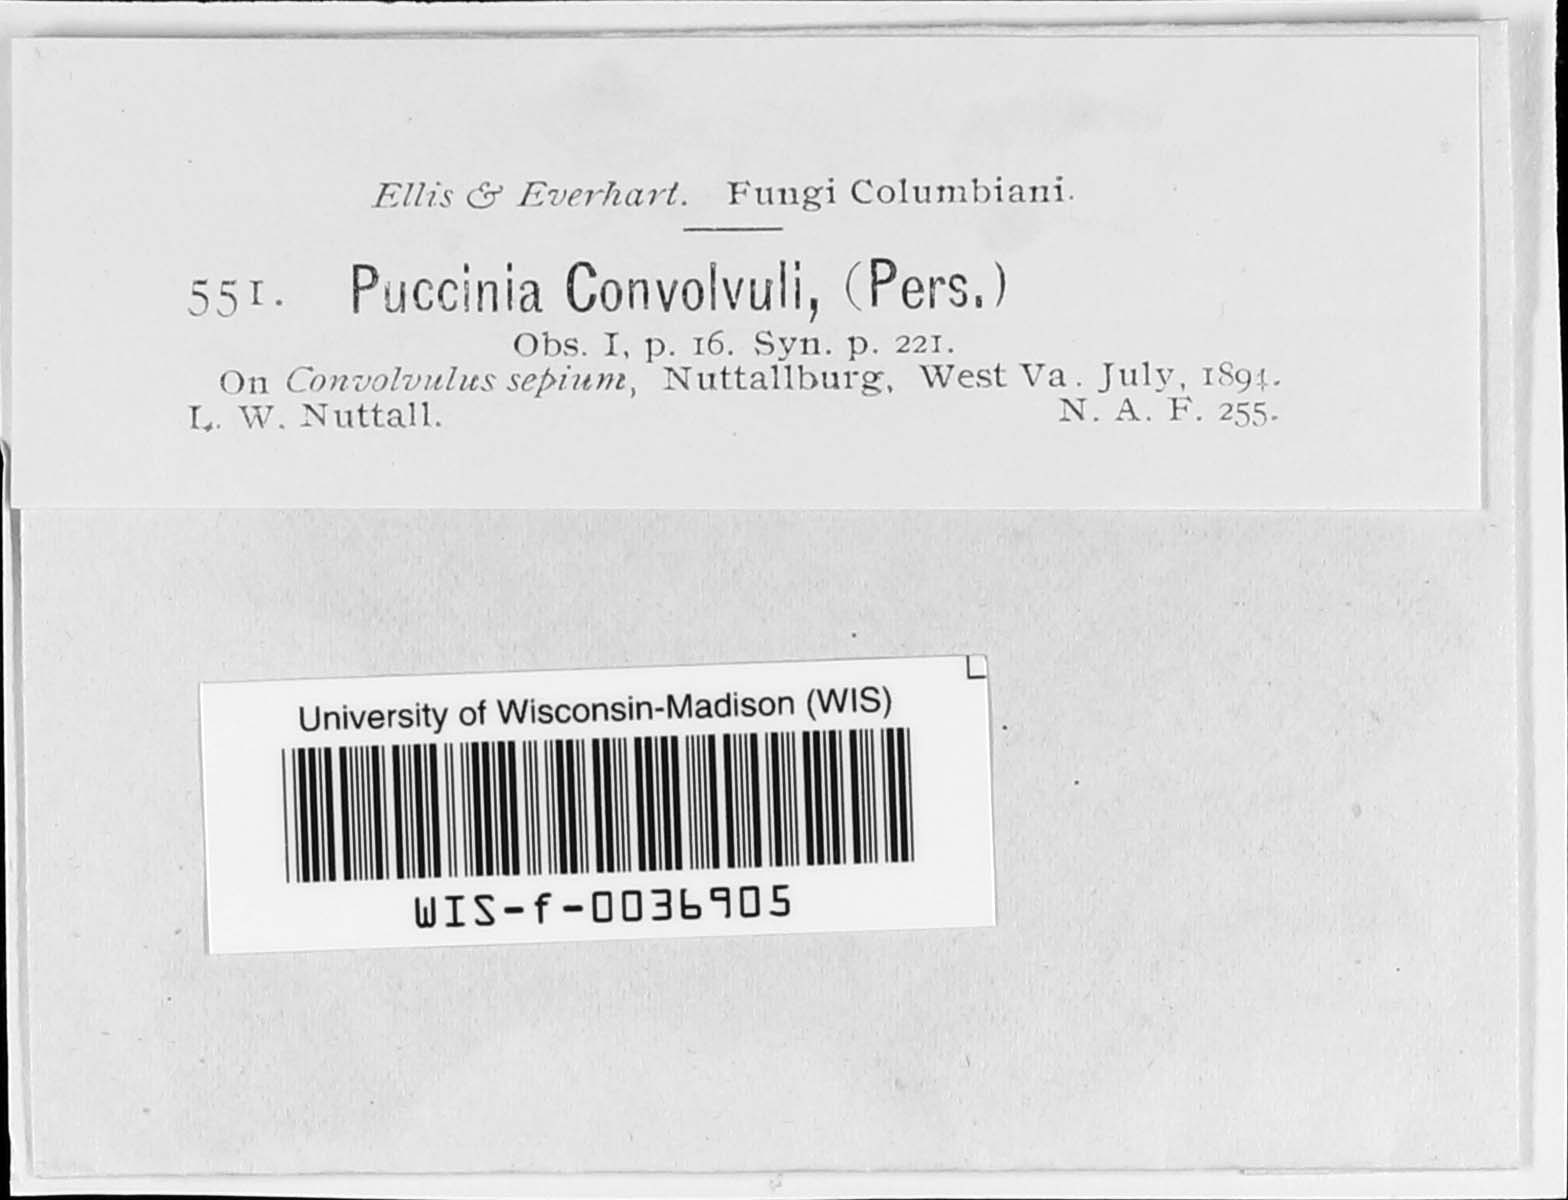 Ellis & Everhart. Fungi Columbiani.
551. Puccinia Convolvuli, (Pers.)
Obs. I, p. 16. Syn. p. 221.
On Convolvulus sepium, Nuttallburg, West Va. July, 1894.
L. W. Nuttall. N. A. F. 255.
University of Wisconsin-Madison (WIS)
WIS-f-0036905